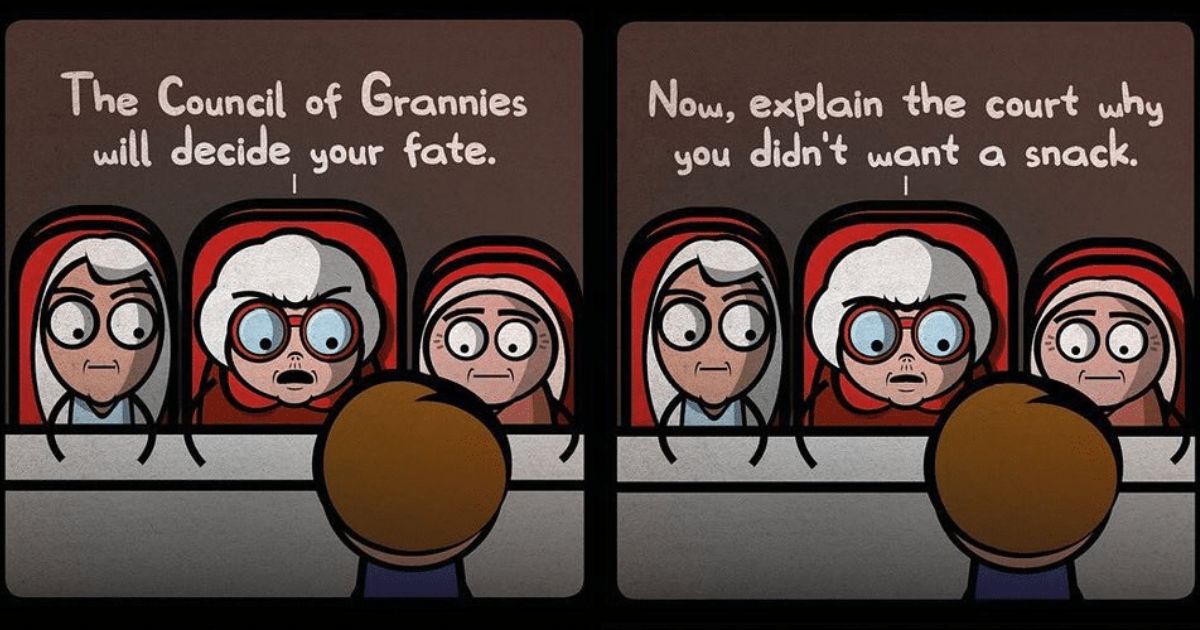 The Council of Grannies
will decide your fate.
Now, explain the court why
you didn't want a snack.